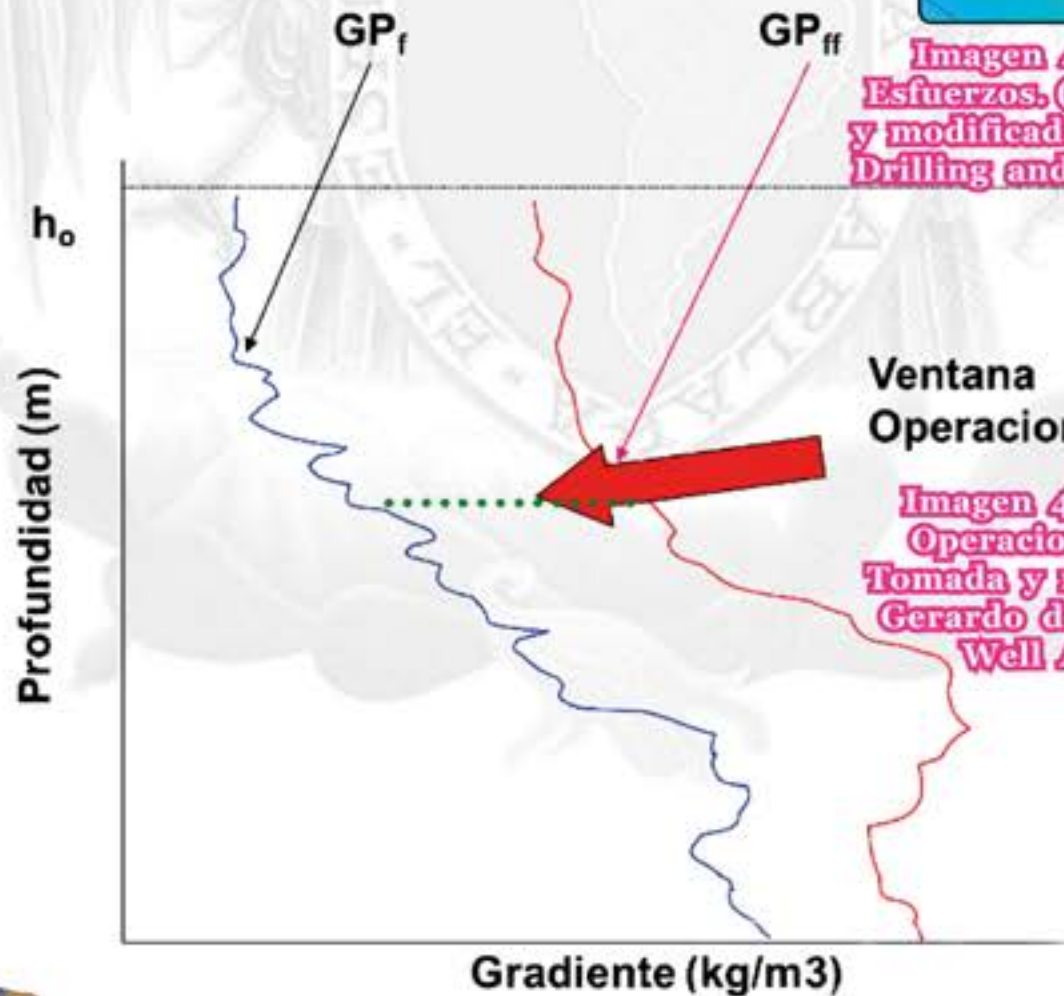 GPf
GPff
Imagen
Esfuerzos. (
y modificad
Drilling and
ho
Ventana
Operacion
Imagen
Operacio
Tomada y
Gerardo d
Well
Profundidad (m)
Gradiente (kg/m3)